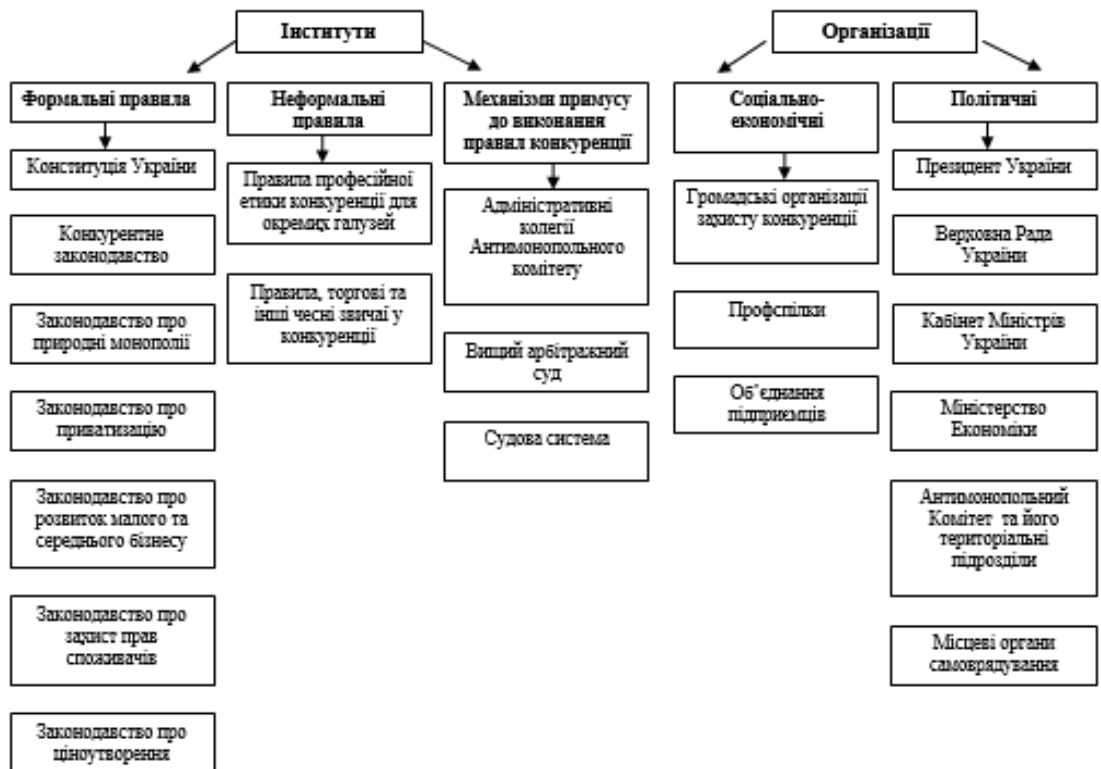 Інститути
Організації
Формальні правила
Неформальні
правила
Механізми примусу
до виконання
правил конкуренції
Соціально-
економічні
Політичні
Конституція України
Конкурентне
законодавство
Законодавство про
природні монополії
Законодавство про
приватизацію
Законодавство про
розвиток малого та
середнього бізнесу
Законодавство про
захист прав
споживачів
Законодавство про
ціноутворення
Правила професійної
етики конкуренції для
окремих галузей
Правила, торгові та
інші чесні звичаї у
конкуренції
Адміністративні
колегії
Антимонопольного
комітету
Вищий арбітражний
суд
Судова система
Громадські організації
захисту конкуренції
Профспілки
Об’єднання
підприємців
Президент України
Верховна Рада
України
Кабінет Міністрів
України
Міністерство
Економіки
Антимонопольний
Комітет та його
територіальні
підрозділи
Місцеві органи
самоврядування